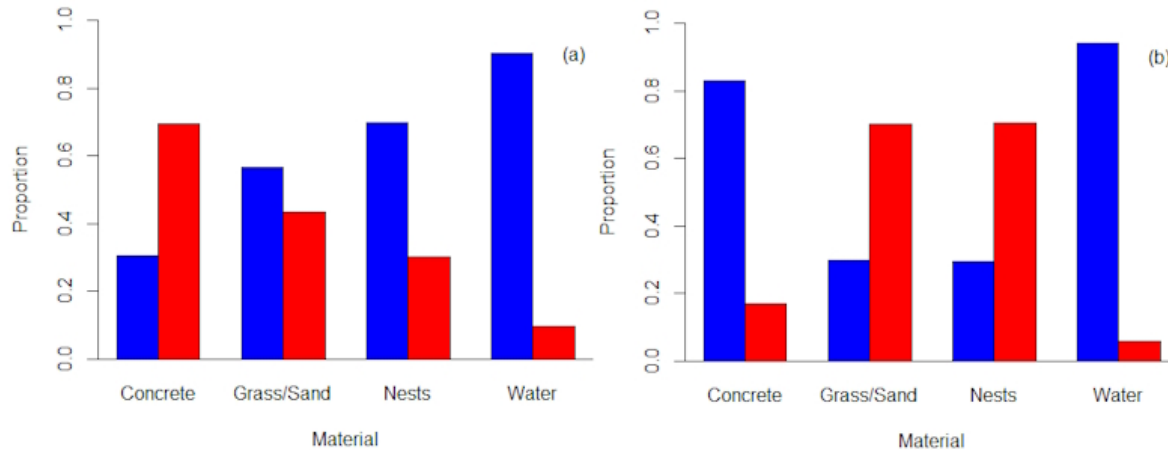 (a)
Proportion
1.0
0.8
0.6
0.4
0.2
0.0
Concrete Grass/Sand Nests Water
Material
(b)
Proportion
1.0
0.8
0.6
0.4
0.2
0.0
Concrete Grass/Sand Nests Water
Material